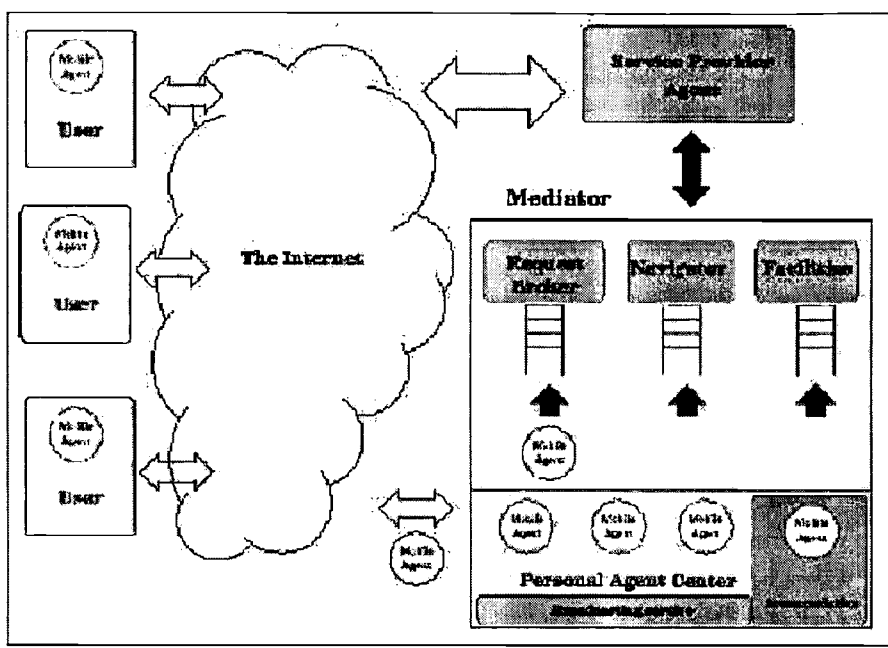 Mobile
Agent
User
Mobile
Agent
User
Mobile
Agent
User
The Internet
Service Provider
Agent
Mediator
Request
Broker
Navigator
Mobile
Agent
Mobile
Agent
Mobile
Agent
Mobile
Agent
Mobile
Agent
Mobile
Agent
Personal Agent Center